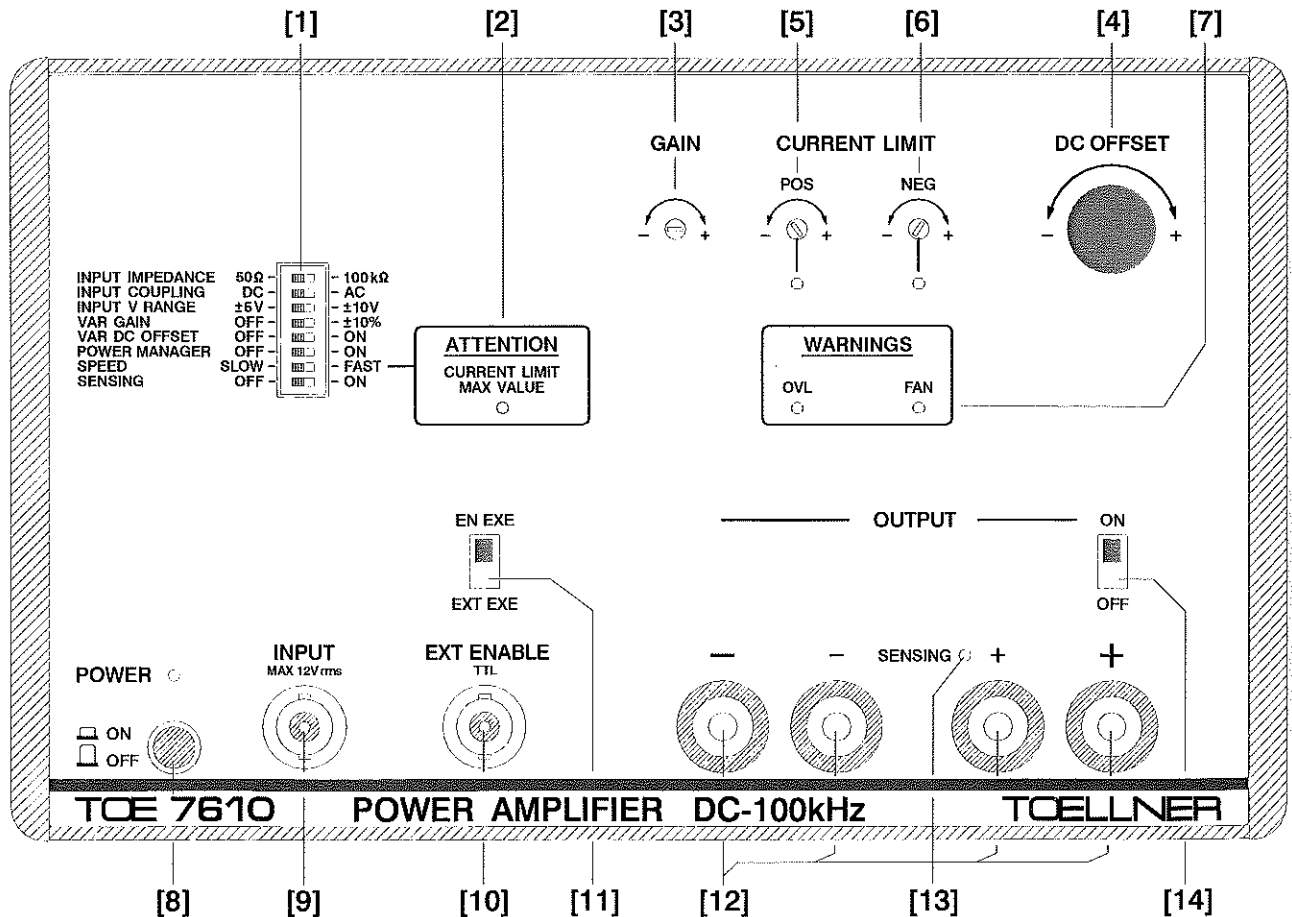 [1] [2] [3] [5] [6] [4] [7]
GAIN CURRENT LIMIT DC OFFSET
POS NEG
- + - + - + - +
INPUT IMPEDANCE 50Ω - - 100kΩ
INPUT COUPLING DC - - AC
INPUT V RANGE ±5V - - ±10V
VAR GAIN OFF - - ±10%
VAR DC OFFSET OFF - - ON
POWER MANAGER OFF - - ON
SPEED SLOW - - FAST
SENSING OFF - - ON
ATTENTION
CURRENT LIMIT
MAX VALUE
WARNINGS
OVL FAN
EN EXE
EXT EXE
OUTPUT
ON
OFF
POWER
ON
OFF
INPUT
MAX 12Vrms
EXT ENABLE
TTL
- - SENSING + +
TOE 7610 POWER AMPLIFIER DC-100kHz TOELLNER
[8] [9] [10] [11] [12] [13] [14]